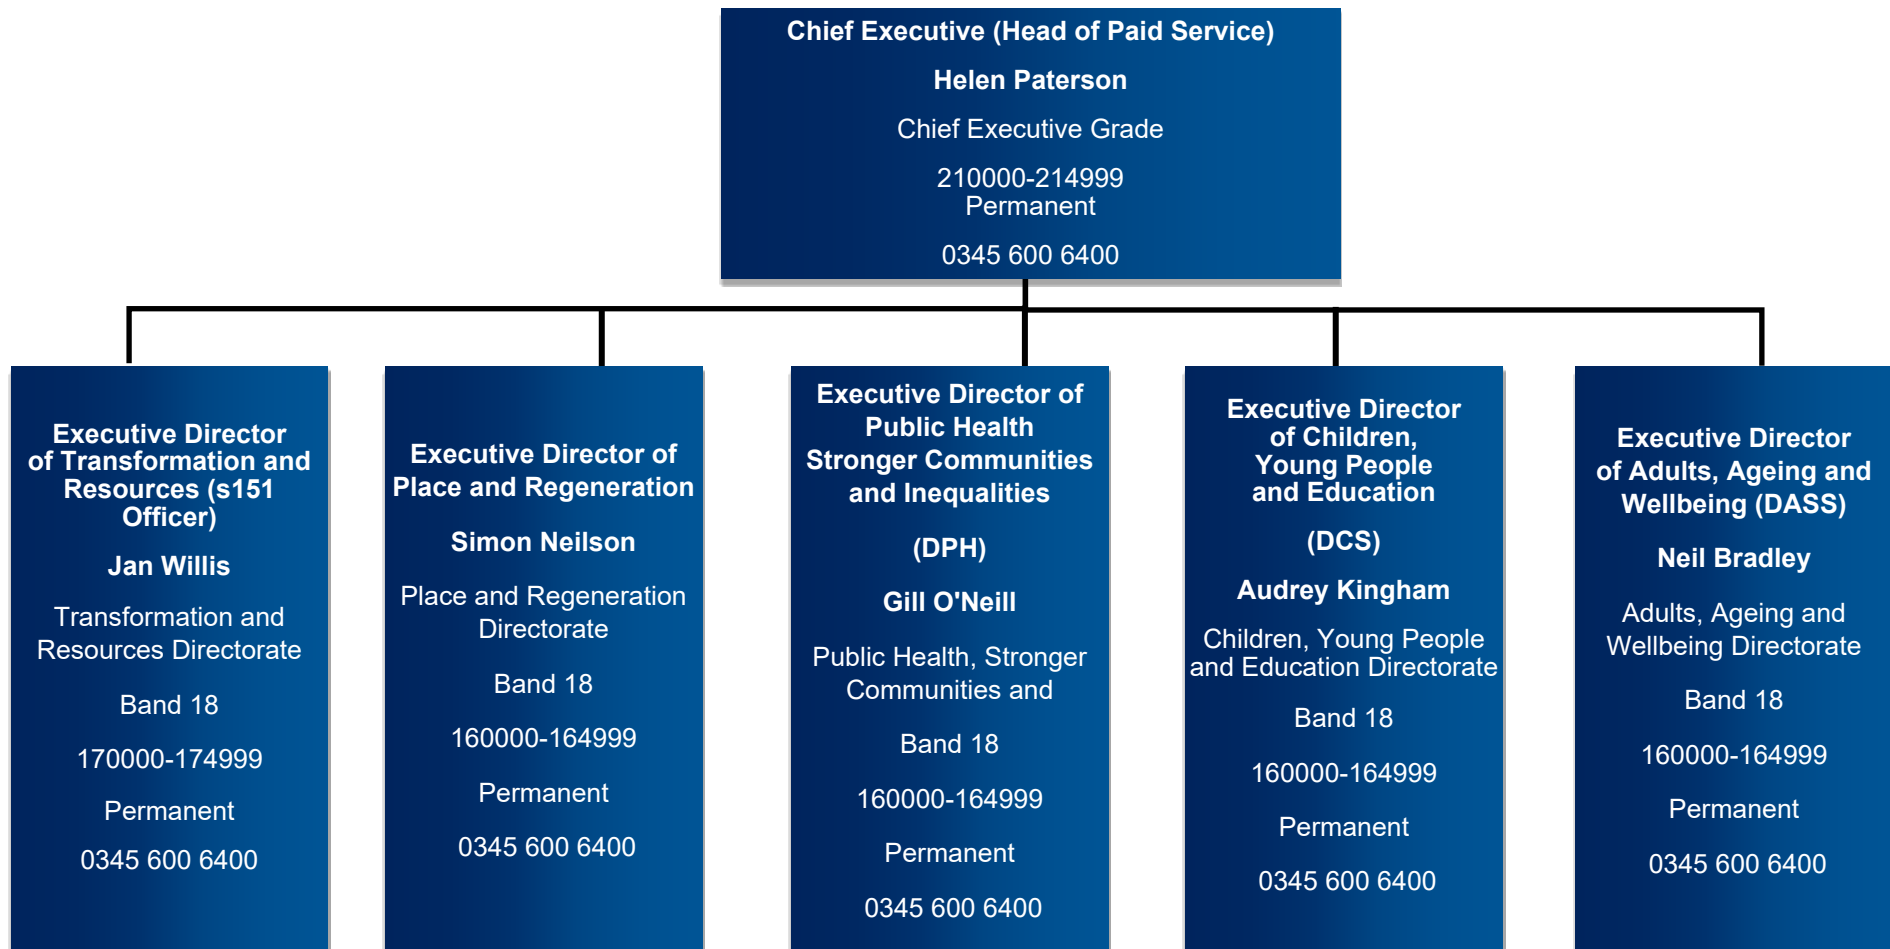 Chief Executive (Head of Paid Service)
Helen Paterson
Chief Executive Grade
210000-214999
Permanent
0345 600 6400
Executive Director
of Transformation and
Resources (s151
Officer)
Jan Willis
Transformation and
Resources Directorate
Band 18
170000-174999
Permanent
0345 600 6400
Executive Director of
Place and Regeneration
Simon Neilson
Place and Regeneration
Directorate
Band 18
160000-164999
Permanent
0345 600 6400
Executive Director of
Public Health
Stronger Communities
and Inequalities
(DPH)
Gill O'Neill
Public Health, Stronger
Communities and
Band 18
160000-164999
Permanent
0345 600 6400
Executive Director
of Children,
Young People
and Education
(DCS)
Audrey Kingham
Children, Young People
and Education Directorate
Band 18
160000-164999
Permanent
0345 600 6400
Executive Director
of Adults, Ageing and
Wellbeing (DASS)
Neil Bradley
Adults, Ageing and
Wellbeing Directorate
Band 18
160000-164999
Permanent
0345 600 6400